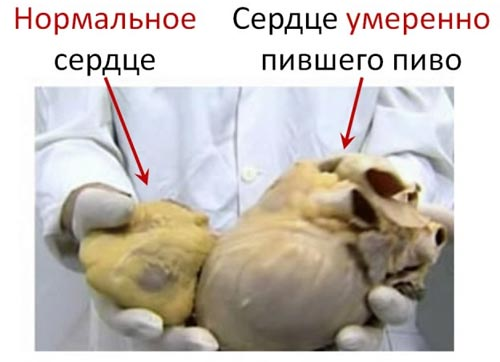 Нормальное
сердце
Сердце умеренно
пившего пиво